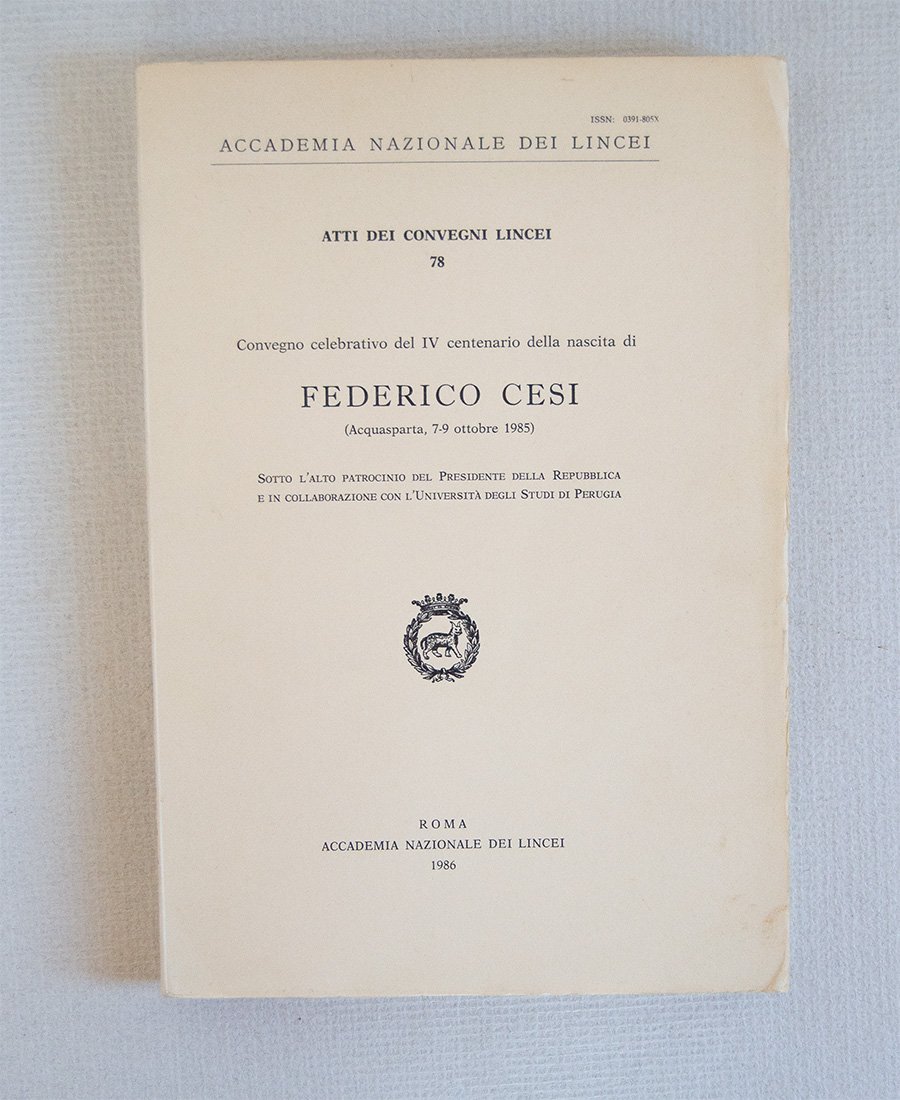 ISSN: 0391-805X
ACCADEMIA NAZIONALE DEI LINCEI
ATTI DEI CONVEGNI LINCEI
78
Convegno celebrativo del IV centenario della nascita di
FEDERICO CESI
(Acquasparta, 7-9 ottobre 1985)
SOTTO L'ALTO PATROCINIO DEL PRESIDENTE DELLA REPUBBLICA
E IN COLLABORAZIONE CON L'UNIVERSITÀ DEGLI STUDI DI PERUGIA
ROMA
ACCADEMIA NAZIONALE DEI LINCEI
1986